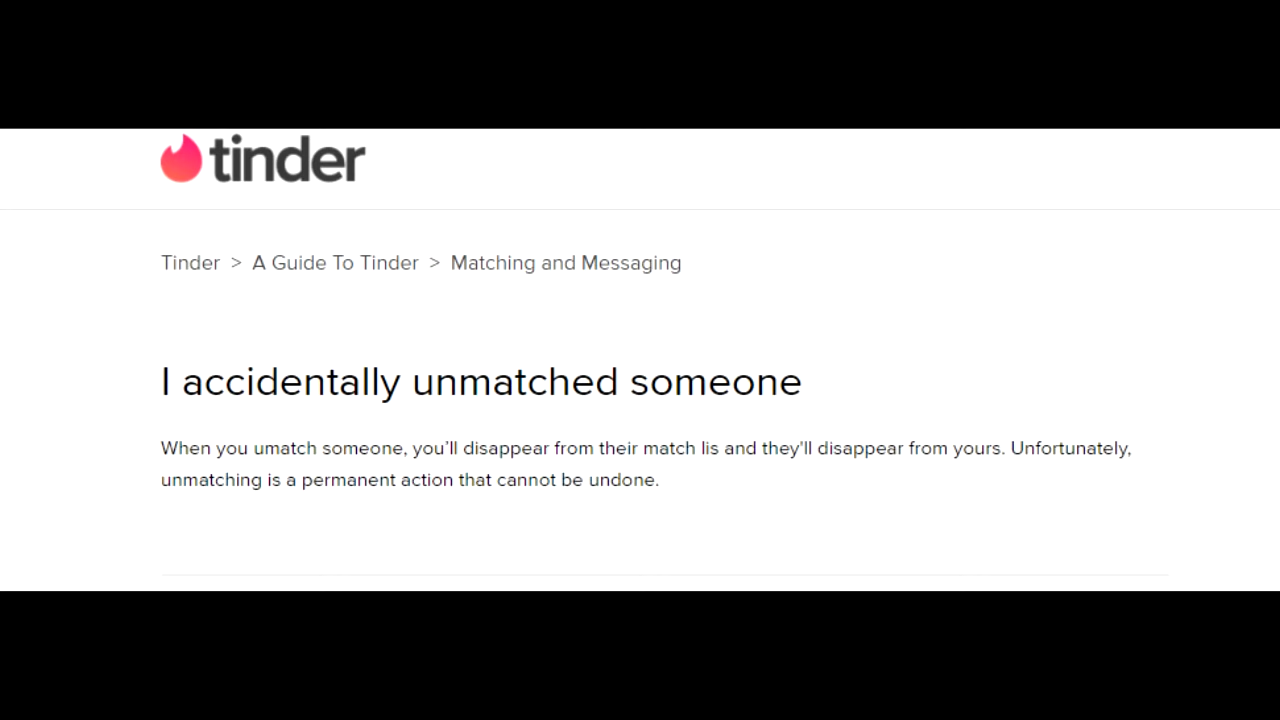 tinder
Tinder > A Guide To Tinder > Matching and Messaging
I accidentally unmatched someone
When you umatch someone, you’ll disappear from their match lis and they'll disappear from yours. Unfortunately,
unmatching is a permanent action that cannot be undone.